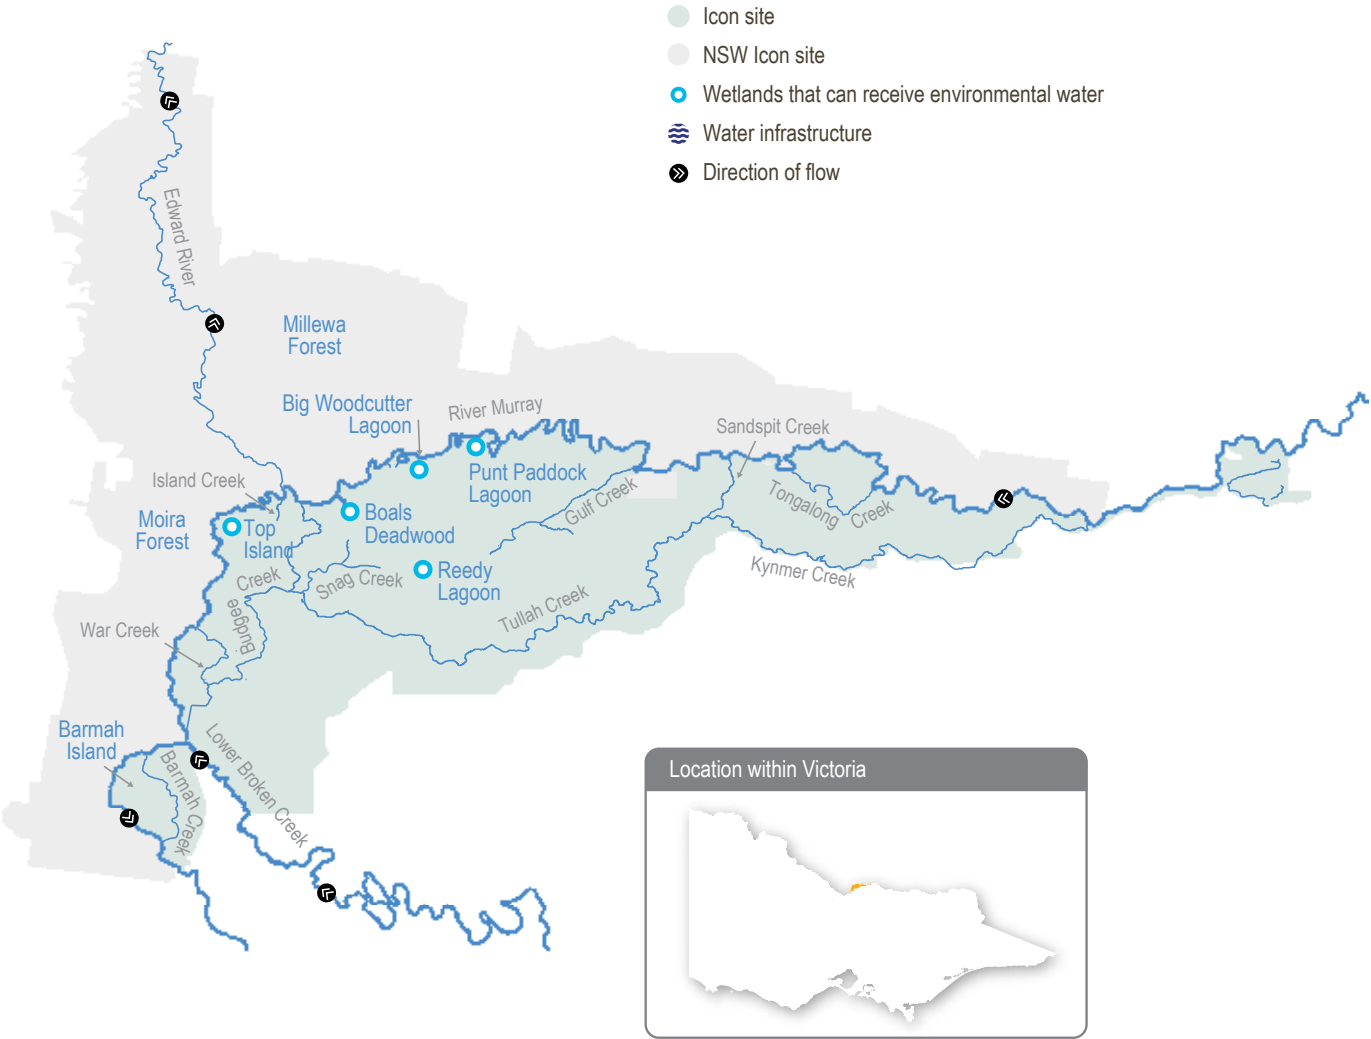 Icon site
NSW Icon site
Wetlands that can receive environmental water
Water infrastructure
Direction of flow
Edward River
Millewa
Forest
Big Woodcutter
Lagoon
River Murray
Sandspit Creek
Island Creek
Punt Paddock
Lagoon
Gulf Creek
Tongalong
Creek
Moira
Forest
Top
Island
Boals
Deadwood
Kynmer Creek
Creek
Snag Creek
Reedy
Lagoon
Tullah Creek
Budgee
War Creek
Barmah
Island
Barmah Creek
Lower Broken Creek
Location within Victoria